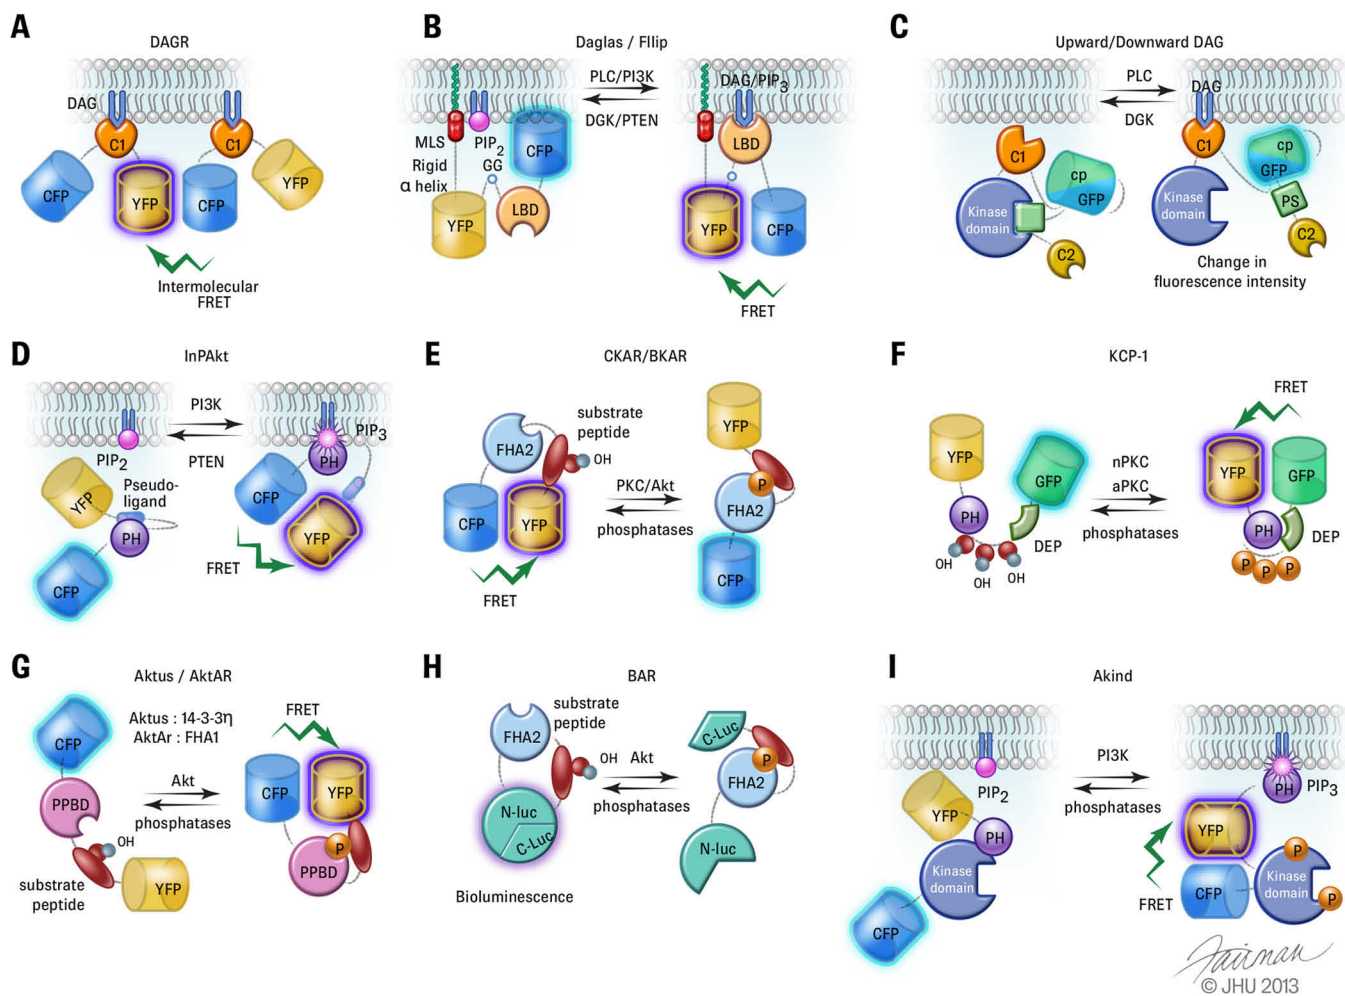 A
DAGR
DAG
C1
C1
CFP
YFP
CFP
YFP
Intermolecular
FRET
B
Daglas / FIlip
PLC/PI3K
DGK/PTEN
MLS
Rigid
α helix
PIP2
GG
CFP
LBD
YFP
DAG/PIP3
LBD
YFP
CFP
FRET
C
Upward/Downward DAG
PLC
DGK
C1
cp
GFP
Kinase
domain
C2
DAG
C1
cp
GFP
Kinase
domain
PS
C2
Change in
fluorescence intensity
D
InPAkt
PI3K
PTEN
PIP2
YFP
Pseudo-
ligand
PH
CFP
PIP3
PH
CFP
YFP
FRET
E
CKAR/BKAR
substrate
peptide
FHA2
OH
CFP
YFP
FRET
PKC/Akt
phosphatases
YFP
P
FHA2
CFP
F
KCP-1
YFP
GFP
PH
DEP
OH
OH
OH
nPKC
aPKC
phosphatases
FRET
YFP
GFP
PH
DEP
P
P
P
G
Aktus / AktAR
Aktus : 14-3-3η
AktAr : FHA1
CFP
PPBD
OH
substrate
peptide
YFP
Akt
phosphatases
FRET
CFP
YFP
P
PPBD
H
BAR
substrate
peptide
FHA2
OH
N-luc
C-Luc
Bioluminescence
Akt
phosphatases
C-Luc
P
FHA2
N-luc
I
Akind
PIP2
YFP
PH
Kinase
domain
CFP
PI3K
phosphatases
PH
PIP3
YFP
P
Kinase
domain
P
CFP
FRET
Fairman
© JHU 2013